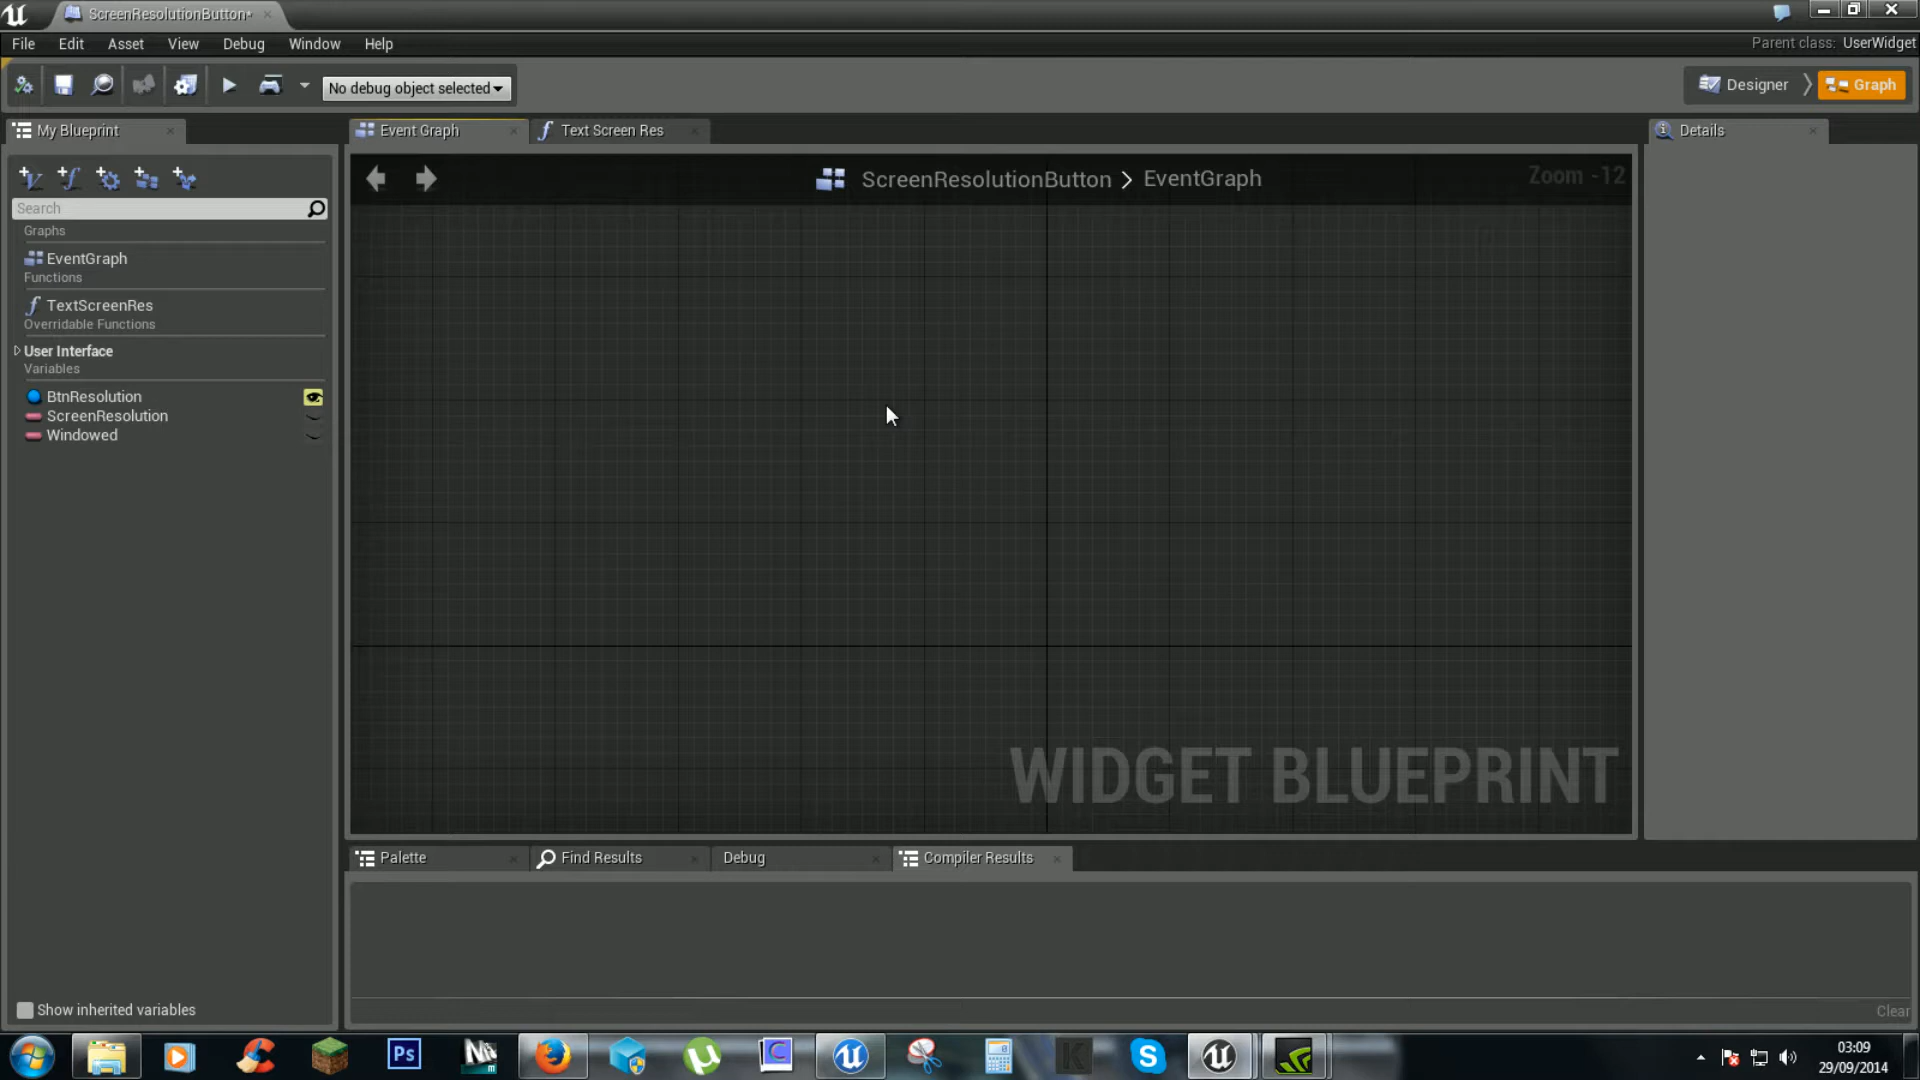 ScreenResolutionButton*
File Edit Asset View Debug Window Help
Parent class: UserWidget
No debug object selected
Designer
Graph
My Blueprint
Event Graph
Text Screen Res
Details
ScreenResolutionButton > EventGraph
Zoom -12
Search
Graphs
EventGraph
Functions
TextScreenRes
Overridable Functions
User Interface
Variables
BtnResolution
ScreenResolution
Windowed
WIDGET BLUEPRINT
Palette
Find Results
Debug
Compiler Results
Show inherited variables
Clear
Ps
03:09
29/09/2014